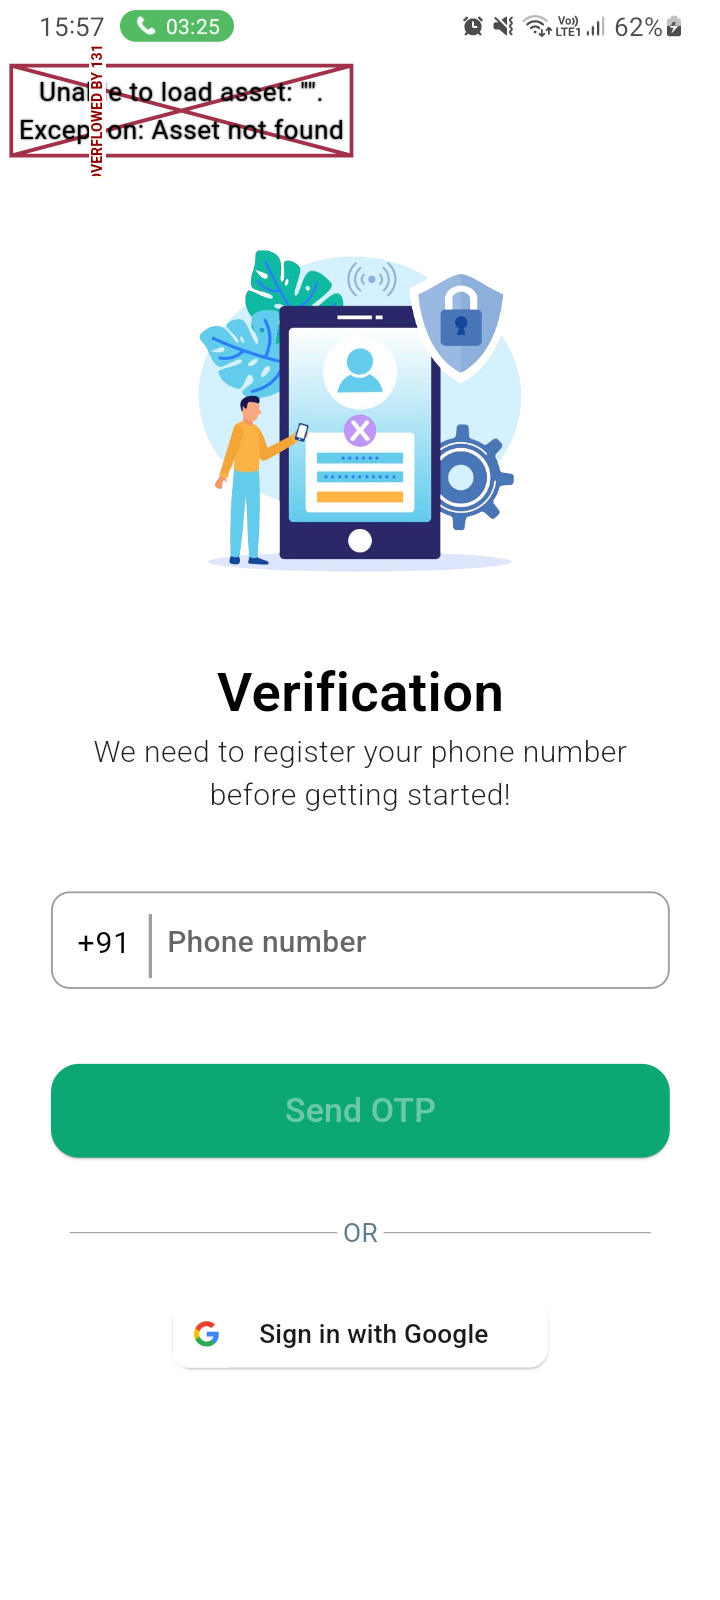 15:57 03:25 Vo)) LTE1 62%
Unable to load asset: "".
Exception: Asset not found
OVERFLOWED BY 131
Verification
We need to register your phone number
before getting started!
+91 Phone number
Send OTP
OR
Sign in with Google